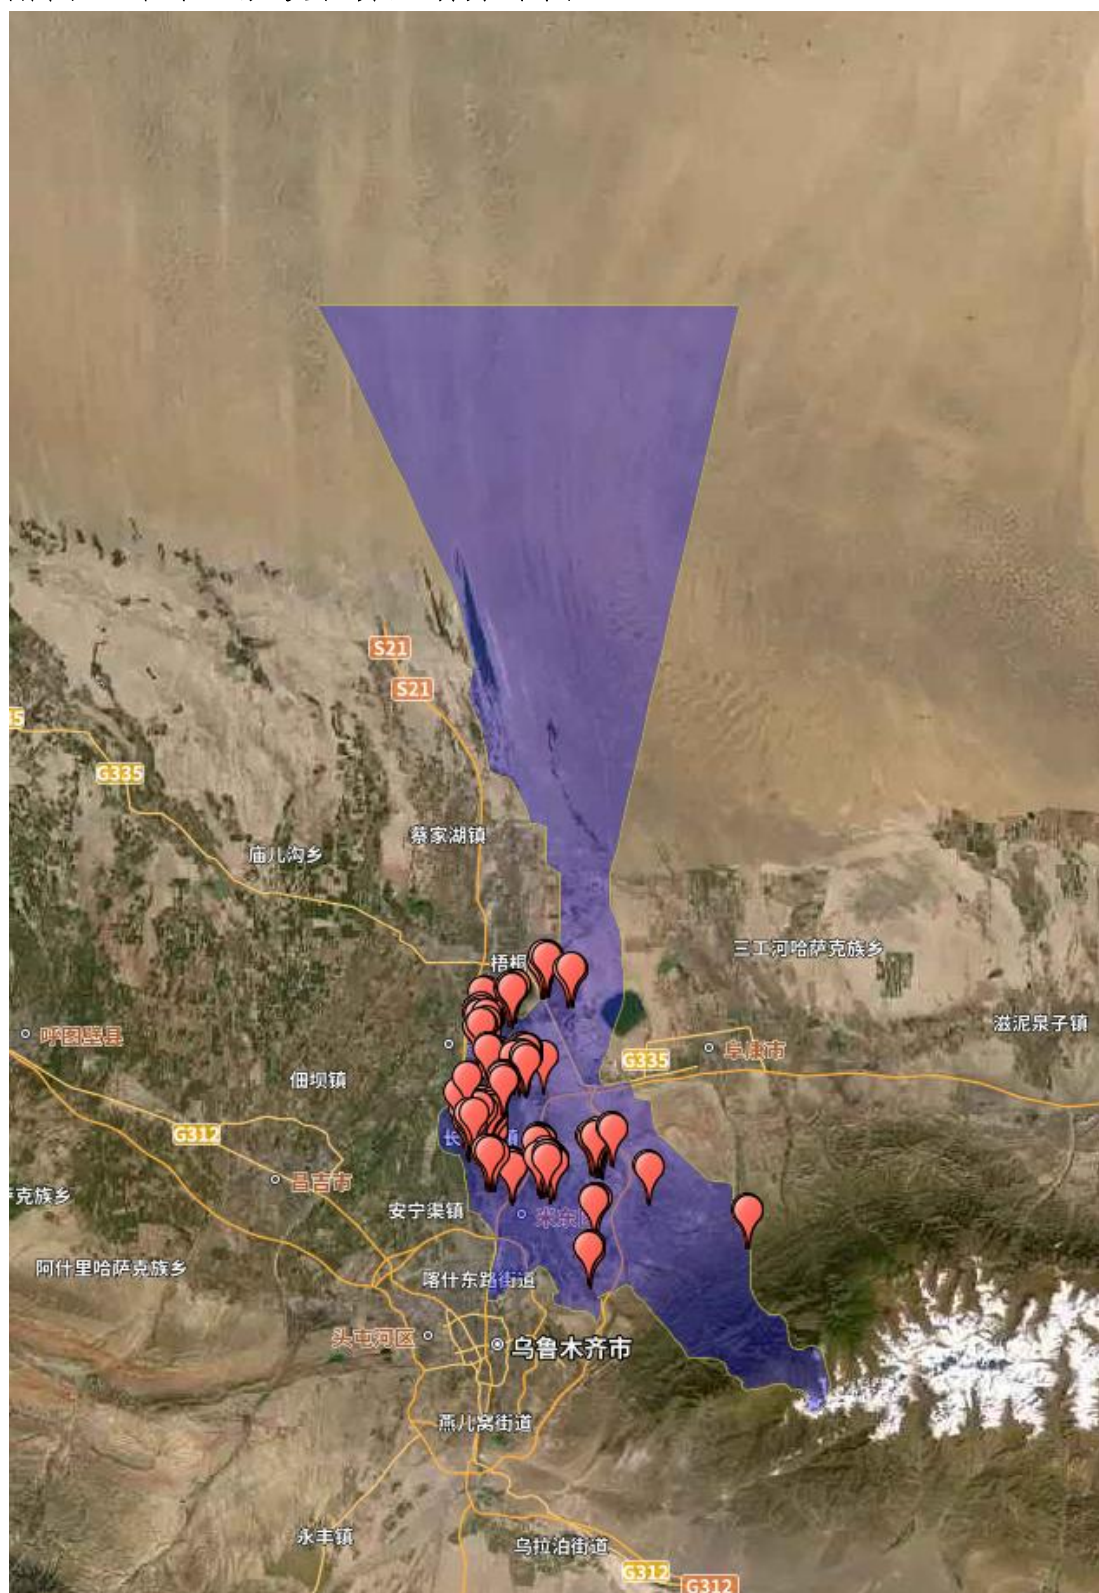 S21
S21
G335
蔡家湖镇
庙儿沟乡
梧桐
三工河哈萨克族乡
滋泥泉子镇
呼图壁县
G335
阜康市
佃坝镇
G312
长
镇
昌吉市
克族乡
安宁渠镇
米东
阿什里哈萨克族乡
喀什东路街道
头屯河区
乌鲁木齐市
燕儿窝街道
永丰镇
乌拉泊街道
G312
G312